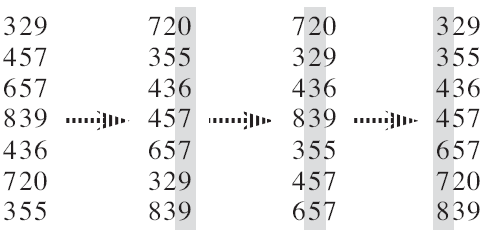 329 720 720 329
457 355 329 355
657 436 436 436
839 457 839 457
436 657 355 657
720 329 457 720
355 839 657 839